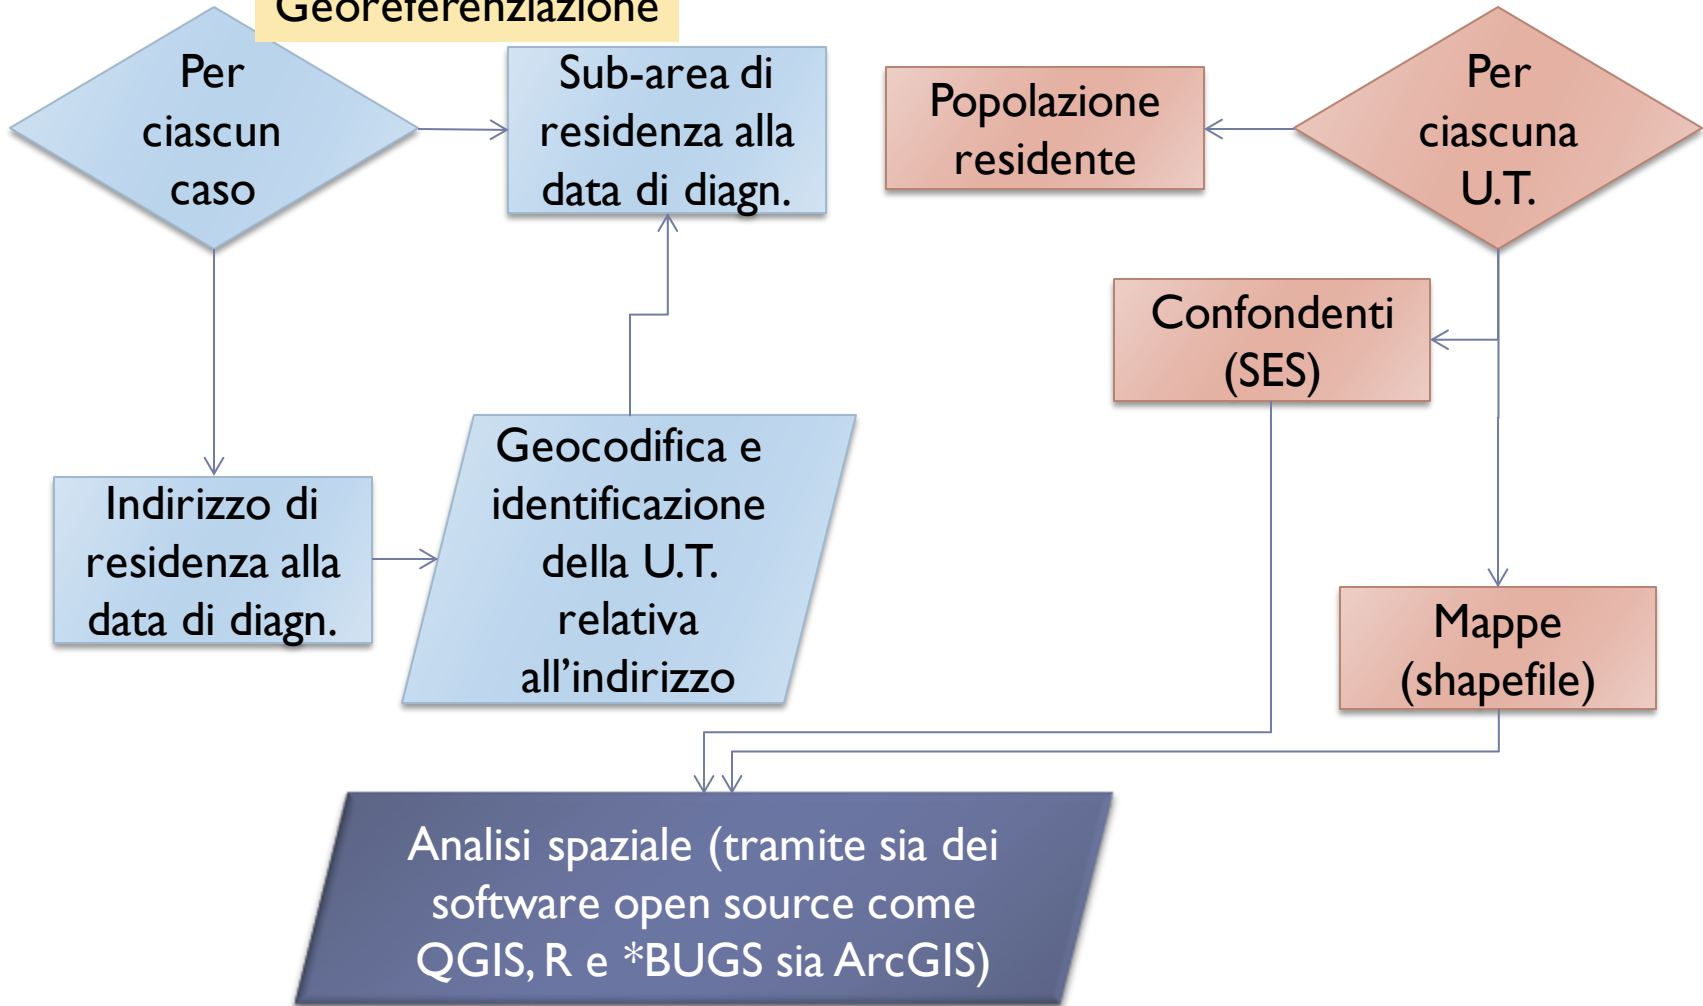 Georeferenziazione
Per
ciascun
caso
Sub-area di
residenza alla
data di diagn.
Popolazione
residente
Per
ciascuna
U.T.
Confondenti
(SES)
Indirizzo di
residenza alla
data di diagn.
Geocodifica e
identificazione
della U.T.
relativa
all’indirizzo
Mappe
(shapefile)
Analisi spaziale (tramite sia dei
software open source come
QGIS, R e *BUGS sia ArcGIS)